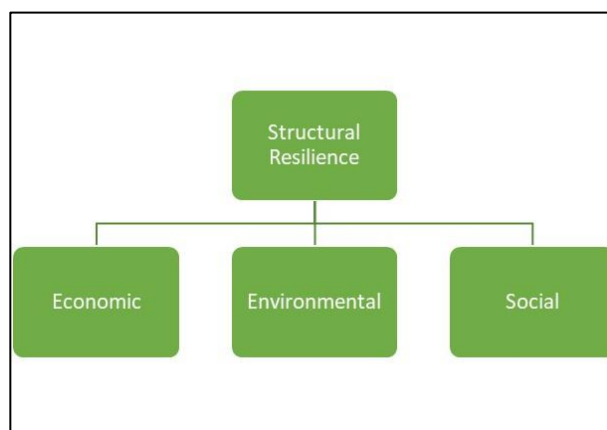 Structural
Resilience
Economic
Environmental
Social